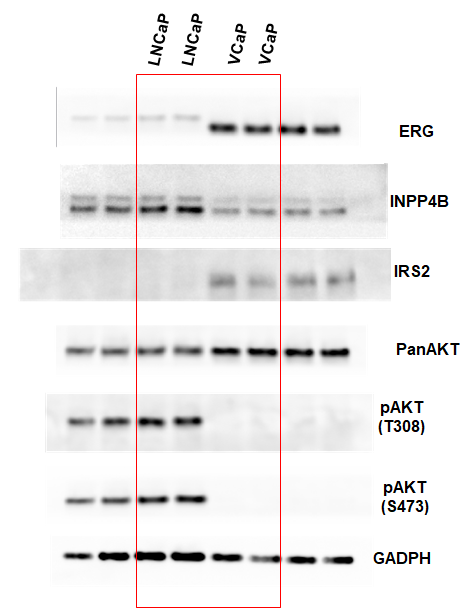 LNCaP
LNCaP
VCaP
VCaP
ERG
INPP4B
IRS2
PanAKT
pAKT
(T308)
pAKT
(S473)
GADPH